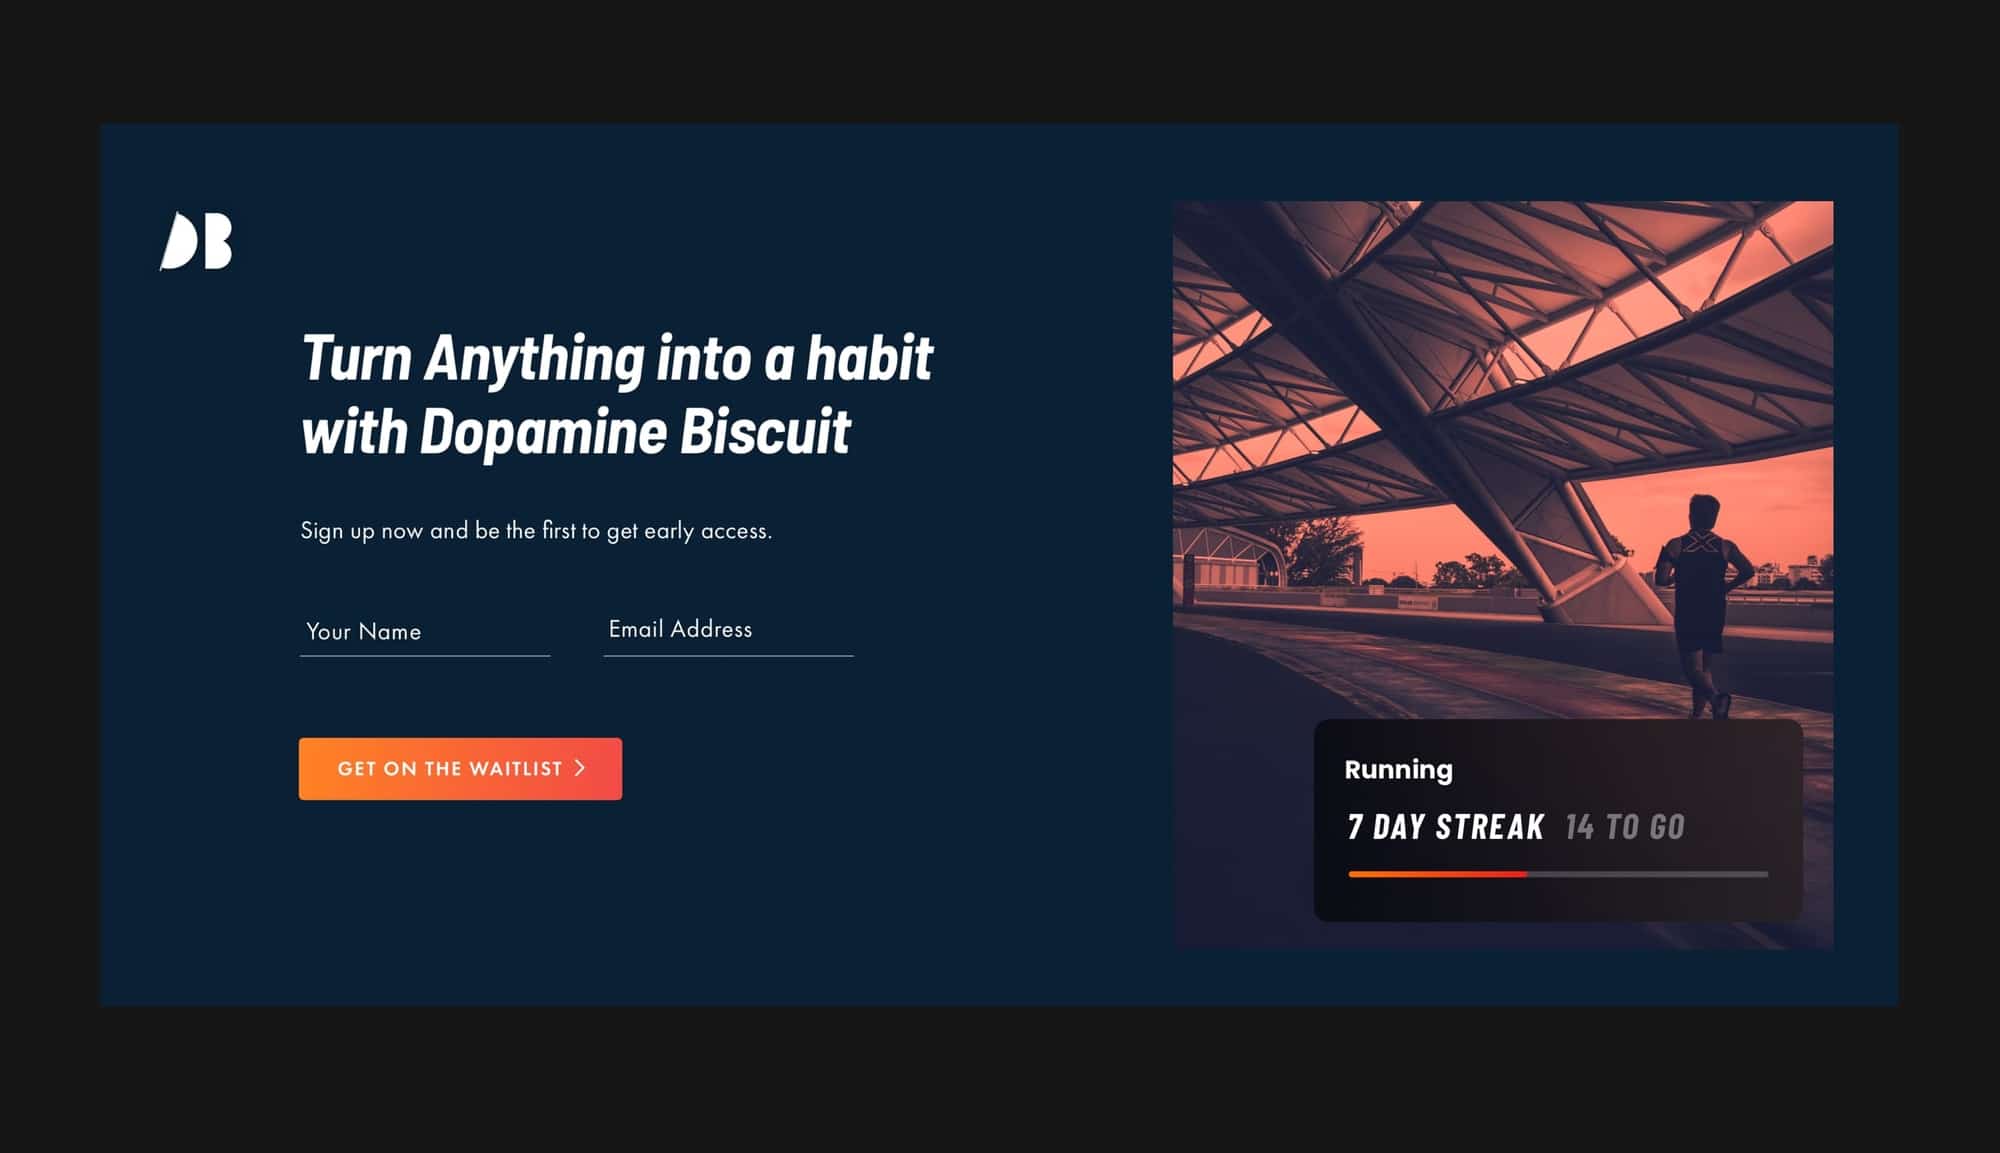 DB
Turn Anything into a habit
with Dopamine Biscuit
Sign up now and be the first to get early access.
Your Name
Email Address
GET ON THE WAITLIST
Running
7 DAY STREAK 14 TO GO